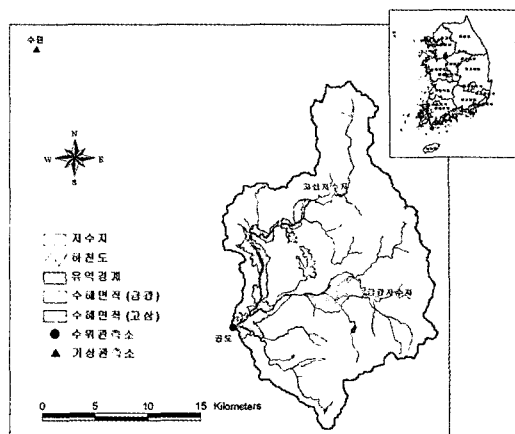 수원
N
W E
S
고삼저수지
저수지
하천도
유역경계
금광저수지
수혜면적 (금광)
수혜면적 (고삼)
수위관측소
공도
기상관측소
0 5 10 15 Kilometers